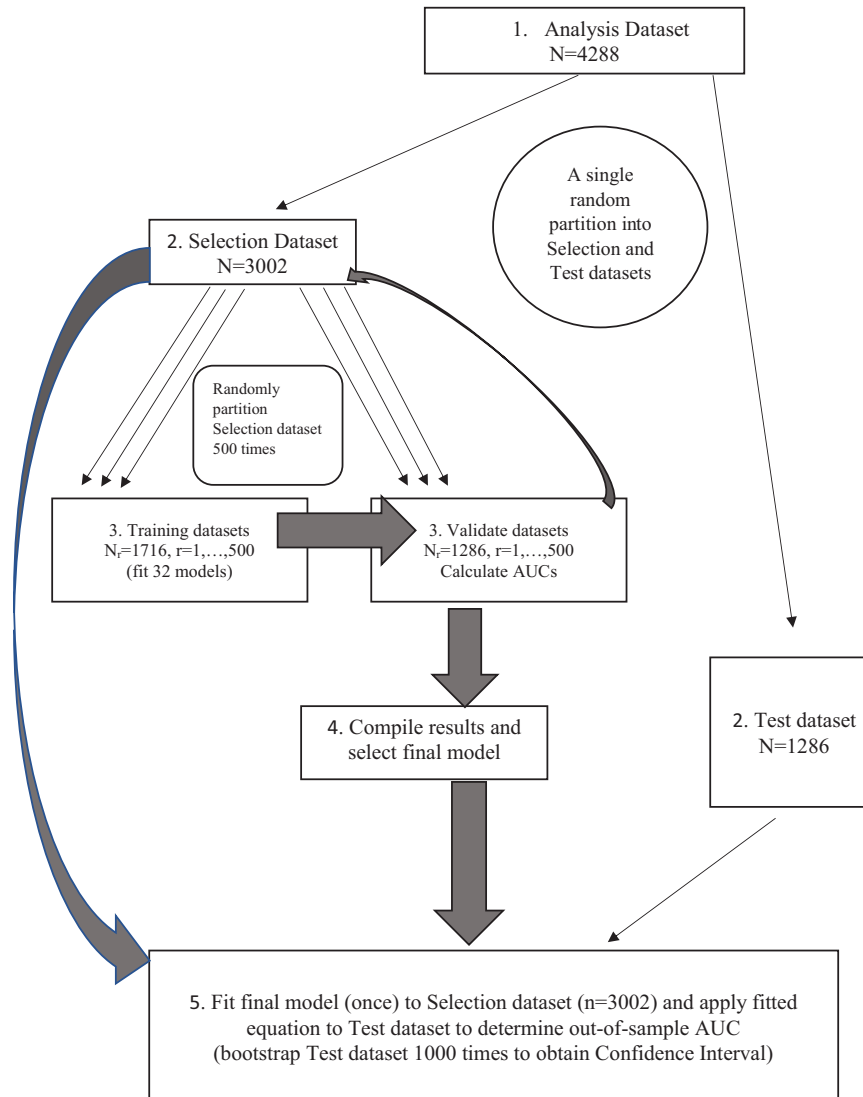 1. Analysis Dataset
N=4288
A single
random
partition into
Selection and
Test datasets
2. Selection Dataset
N=3002
Randomly
partition
Selection dataset
500 times
3. Training datasets
Nr=1716, r=1,…,500
(fit 32 models)
3. Validate datasets
Nr=1286, r=1,…,500
Calculate AUCs
4. Compile results and
select final model
2. Test dataset
N=1286
5. Fit final model (once) to Selection dataset (n=3002) and apply fitted
equation to Test dataset to determine out-of-sample AUC
(bootstrap Test dataset 1000 times to obtain Confidence Interval)